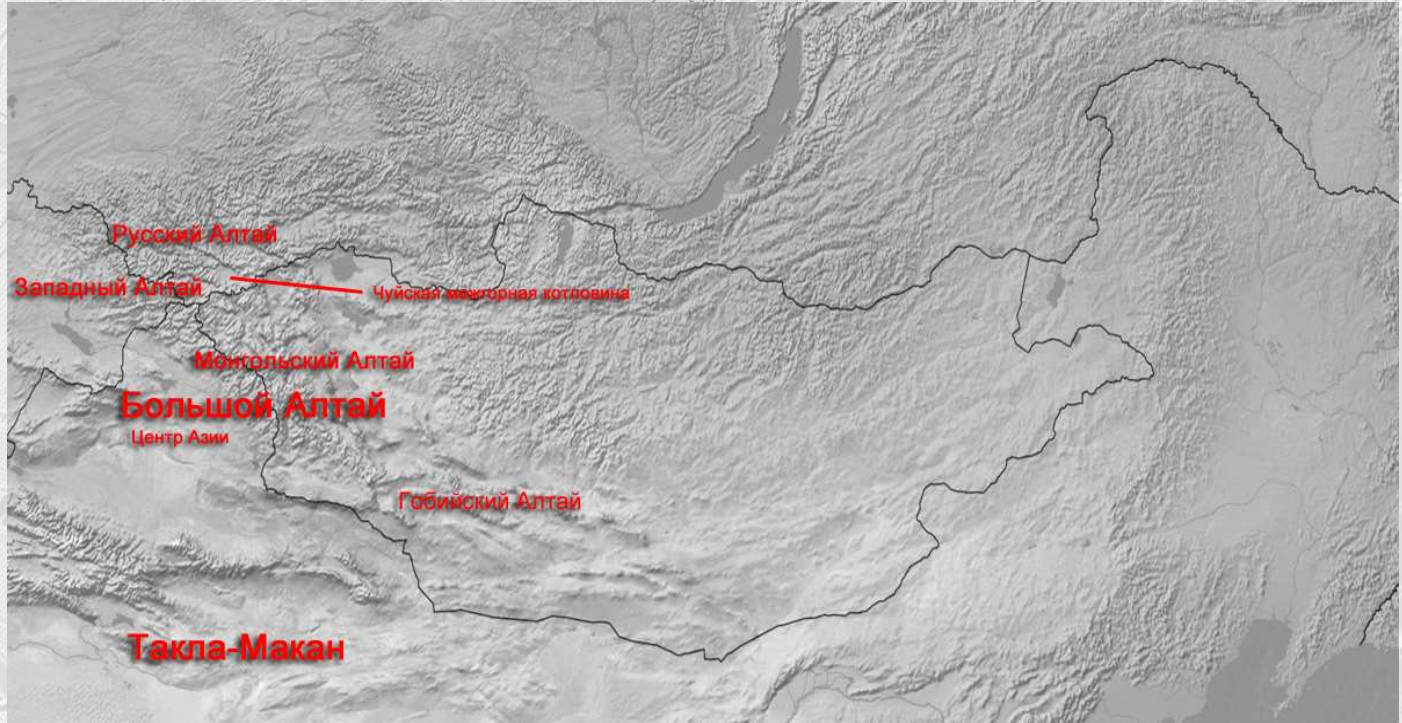 Русский Алтай
Западный Алтай
Чуйская межгорная котловина
Монгольский Алтай
Большой Алтай
Центр Азии
Гобийский Алтай
Такла-Макан